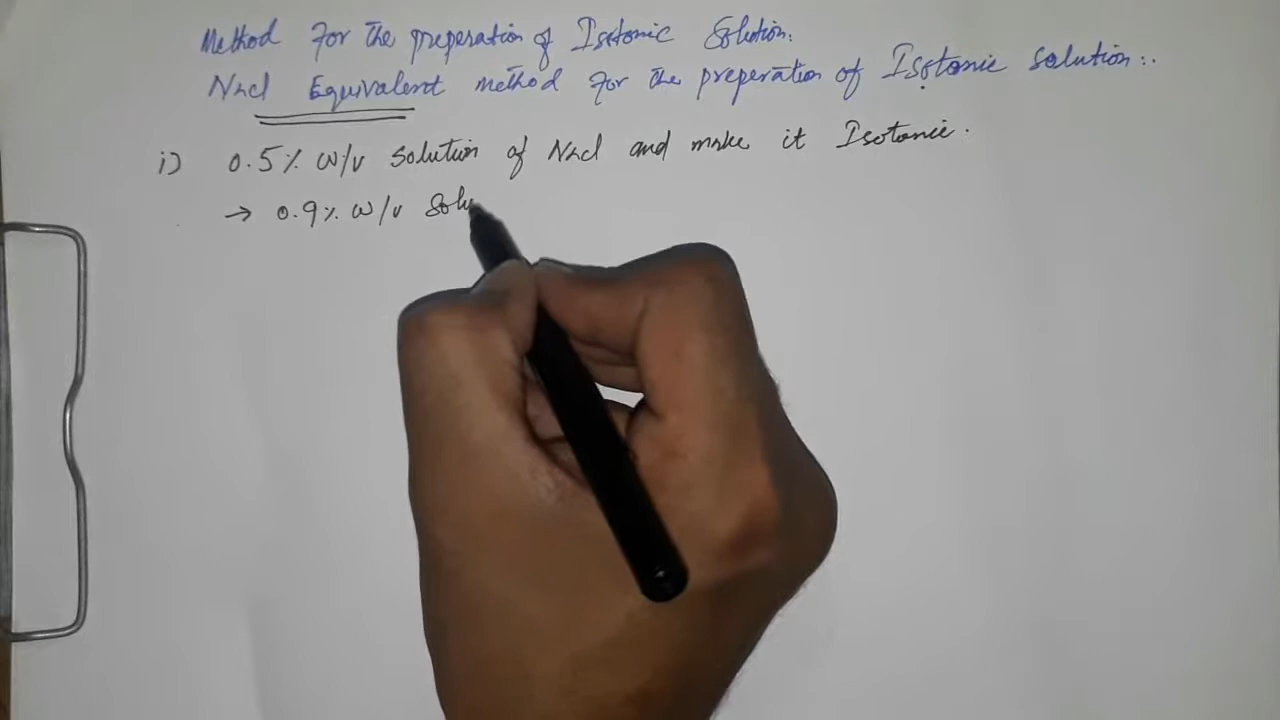 Method for the preperation of Isotonic Solution.
Nacl Equivalent method for the preperation of Isotonic solution:.
i) 0.5% w/v solution of Nacl and make it Isotonic.
→ 0.9% w/v Solu